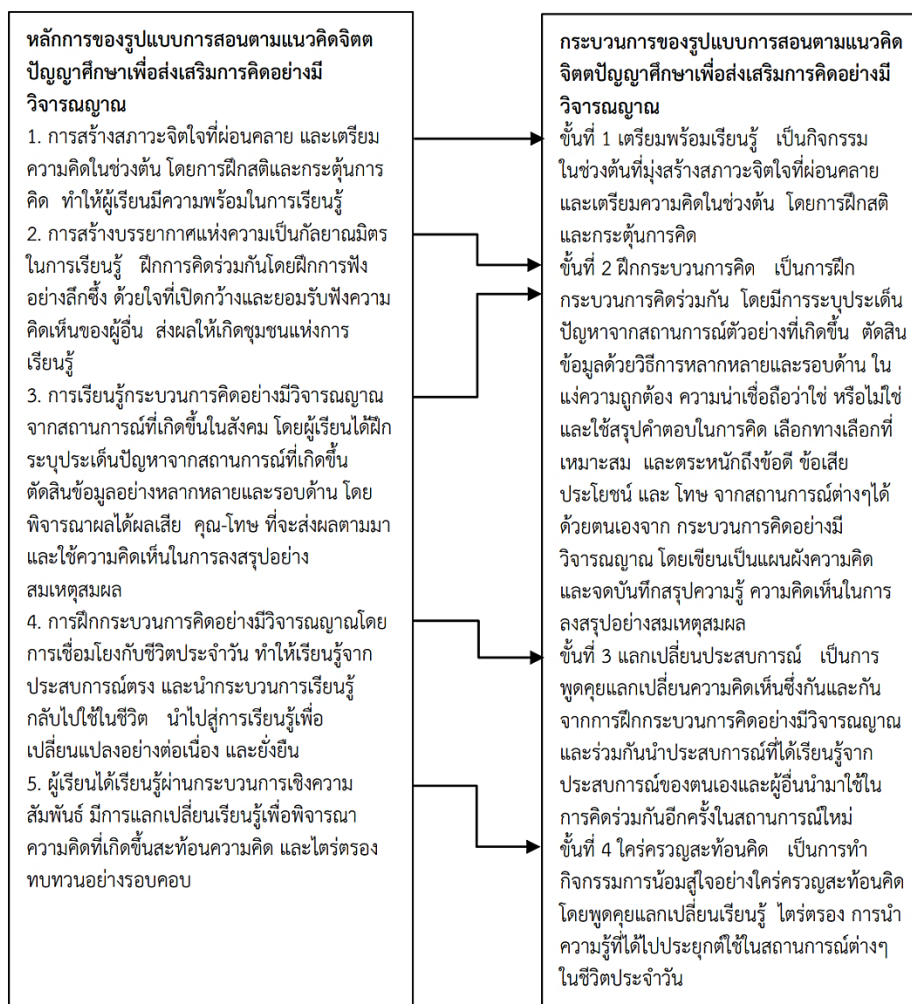 หลักการของรูปแบบการสอนตามแนวคิดจิตต
ปัญญาศึกษาเพื่อส่งเสริมการคิดอย่างมี
วิจารณญาณ
1. การสร้างสภาวะจิตใจที่ผ่อนคลาย และเตรียม
ความคิดในช่วงต้น โดยการฝึกสติและกระตุ้นการ
คิด ทำให้ผู้เรียนมีความพร้อมในการเรียนรู้
2. การสร้างบรรยากาศแห่งความเป็นกัลยาณมิตร
ในการเรียนรู้ ฝึกการคิดร่วมกันโดยฝึกการฟัง
อย่างลึกซึ้ง ด้วยใจที่เปิดกว้างและยอมรับฟังความ
คิดเห็นของผู้อื่น ส่งผลให้เกิดชุมชนแห่งการ
เรียนรู้
3. การเรียนรู้กระบวนการคิดอย่างมีวิจารณญาณ
จากสถานการณ์ที่เกิดขึ้นในสังคม โดยผู้เรียนได้ฝึก
ระบุประเด็นปัญหาจากสถานการณ์ที่เกิดขึ้น
ตัดสินข้อมูลอย่างหลากหลายและรอบด้าน โดย
พิจารณาผลได้ผลเสีย คุณ-โทษ ที่จะส่งผลตามมา
และใช้ความคิดเห็นในการลงสรุปอย่าง
สมเหตุสมผล
4. การฝึกกระบวนการคิดอย่างมีวิจารณญาณโดย
การเชื่อมโยงกับชีวิตประจำวัน ทำให้เรียนรู้จาก
ประสบการณ์ตรง และนำกระบวนการเรียนรู้
กลับไปใช้ในชีวิต นำไปสู่การเรียนรู้เพื่อ
เปลี่ยนแปลงอย่างต่อเนื่อง และยั่งยืน
5. ผู้เรียนได้เรียนรู้ผ่านกระบวนการเชิงความ
สัมพันธ์ มีการแลกเปลี่ยนเรียนรู้เพื่อพิจารณา
ความคิดที่เกิดขึ้นสะท้อนความคิด และไตร่ตรอง
ทบทวนอย่างรอบคอบ
กระบวนการของรูปแบบการสอนตามแนวคิด
จิตตปัญญาศึกษาเพื่อส่งเสริมการคิดอย่างมี
วิจารณญาณ
ขั้นที่ 1 เตรียมพร้อมเรียนรู้ เป็นกิจกรรม
ในช่วงต้นที่มุ่งสร้างสภาวะจิตใจที่ผ่อนคลาย
และเตรียมความคิดในช่วงต้น โดยการฝึกสติ
และกระตุ้นการคิด
ขั้นที่ 2 ฝึกกระบวนการคิด เป็นการฝึก
กระบวนการคิดร่วมกัน โดยมีการระบุประเด็น
ปัญหาจากสถานการณ์ตัวอย่างที่เกิดขึ้น ตัดสิน
ข้อมูลด้วยวิธีการหลากหลายและรอบด้าน ใน
แง่ความถูกต้อง ความน่าเชื่อถือว่าใช่ หรือไม่ใช่
และใช้สรุปคำตอบในการคิด เลือกทางเลือกที่
เหมาะสม และตระหนักถึงข้อดี ข้อเสีย
ประโยชน์ และ โทษ จากสถานการณ์ต่างๆได้
ด้วยตนเองจาก กระบวนการคิดอย่างมี
วิจารณญาณ โดยเขียนเป็นแผนผังความคิด
และจดบันทึกสรุปความรู้ ความคิดเห็นในการ
ลงสรุปอย่างสมเหตุสมผล
ขั้นที่ 3 แลกเปลี่ยนประสบการณ์ เป็นการ
พูดคุยแลกเปลี่ยนความคิดเห็นซึ่งกันและกัน
จากการฝึกกระบวนการคิดอย่างมีวิจารณญาณ
และร่วมกันนำประสบการณ์ที่ได้เรียนรู้จาก
ประสบการณ์ของตนเองและผู้อื่นนำมาใช้ใน
การคิดร่วมกันอีกครั้งในสถานการณ์ใหม่
ขั้นที่ 4 ใคร่ครวญสะท้อนคิด เป็นการทำ
กิจกรรมการน้อมสู่ใจอย่างใคร่ครวญสะท้อนคิด
โดยพูดคุยแลกเปลี่ยนเรียนรู้ ไตร่ตรอง การนำ
ความรู้ที่ได้ไปประยุกต์ใช้ในสถานการณ์ต่างๆ
ในชีวิตประจำวัน